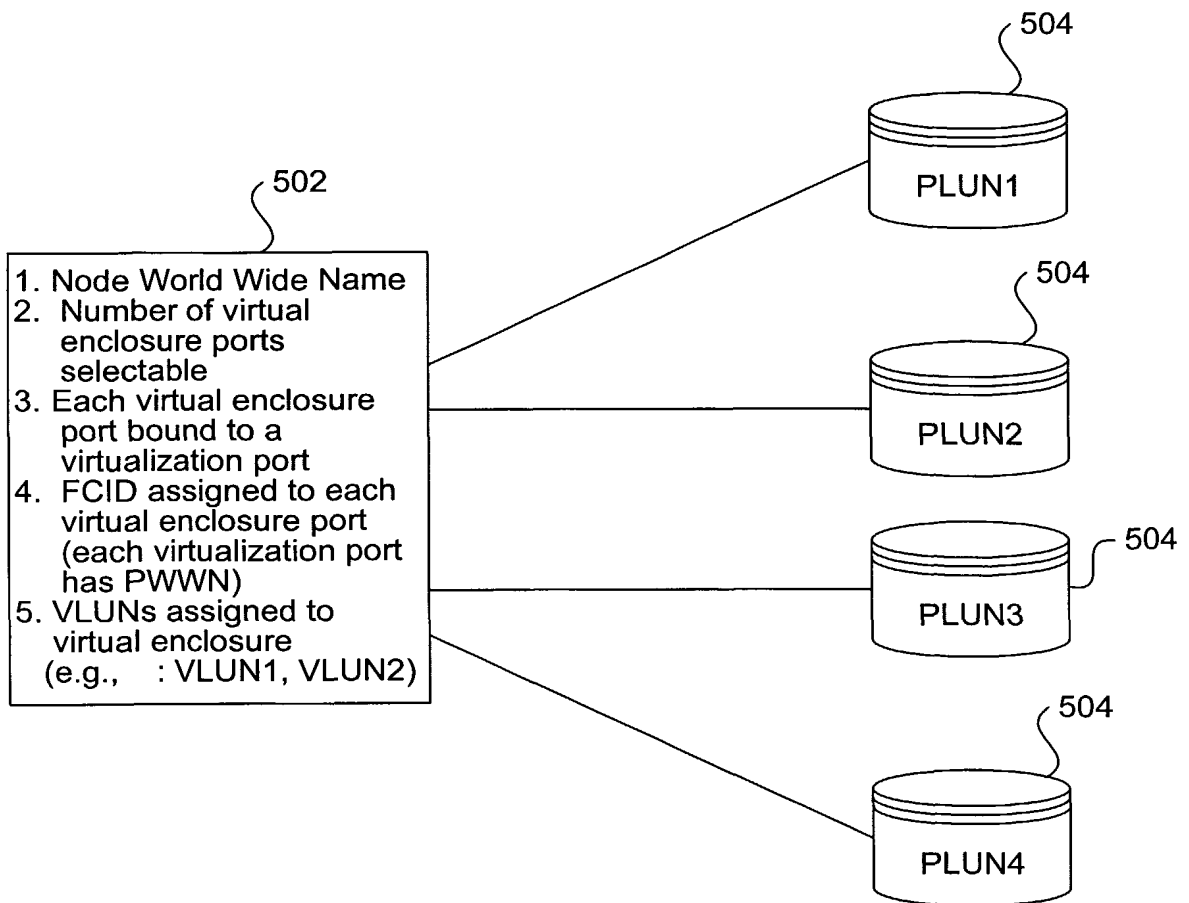 504
PLUN1
502
1. Node World Wide Name
2. Number of virtual
enclosure ports
selectable
3. Each virtual enclosure
port bound to a
virtualization port
4. FCID assigned to each
virtual enclosure port
(each virtualization port
has PWWN)
5. VLUNs assigned to
virtual enclosure
(e.g., : VLUN1, VLUN2)
504
PLUN2
504
PLUN3
504
PLUN4